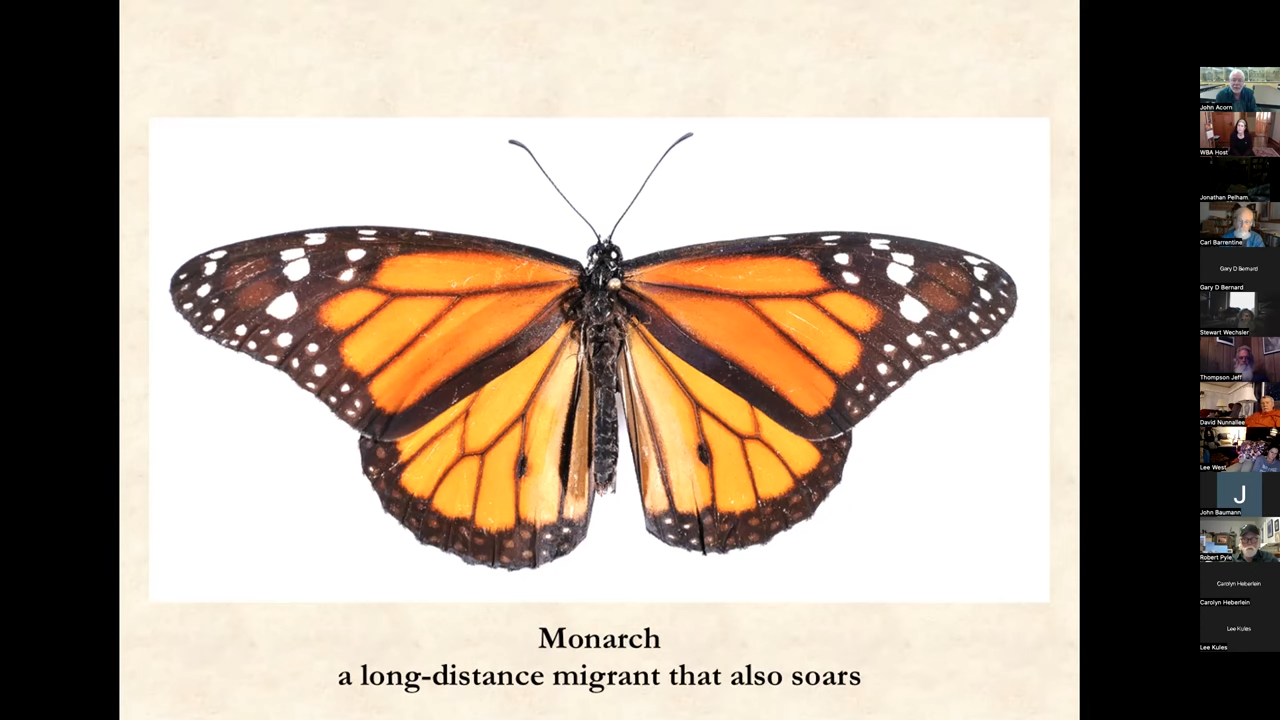 Monarch
a long-distance migrant that also soars
John Acorn
WBA Host
Jonathan Pelham
Carl Barrentine
Gary D Bernard
Gary D Bernard
Stewart Wechsler
Thompson Jeff
David Nunnallee
Lee West
J
John Baumann
Robert Pyle
Carolyn Heberlein
Carolyn Heberlein
Lee Kules
Lee Kules